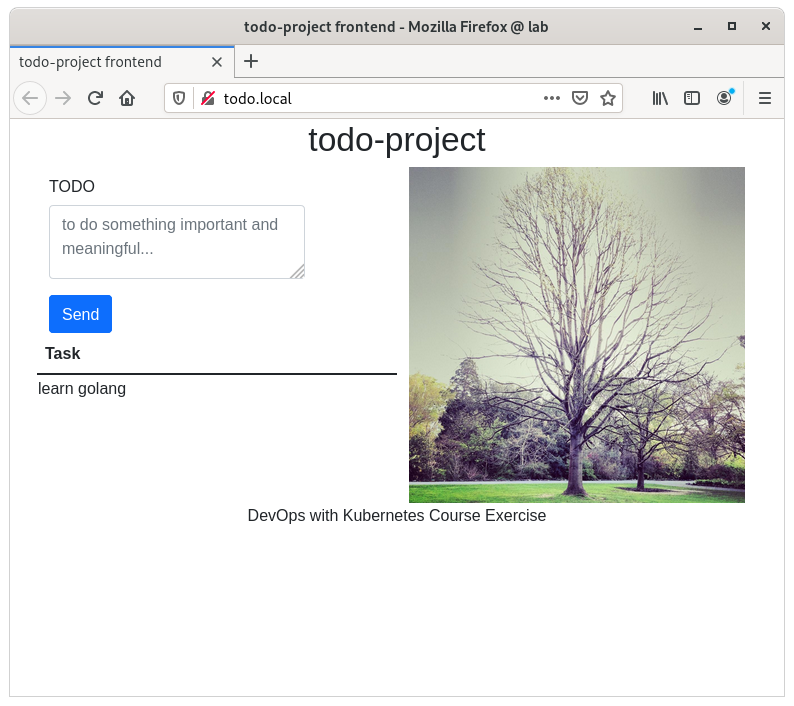 todo-project frontend - Mozilla Firefox @ lab
todo-project frontend
todo.local
todo-project
TODO
to do something important and
meaningful...
Send
Task
learn golang
DevOps with Kubernetes Course Exercise